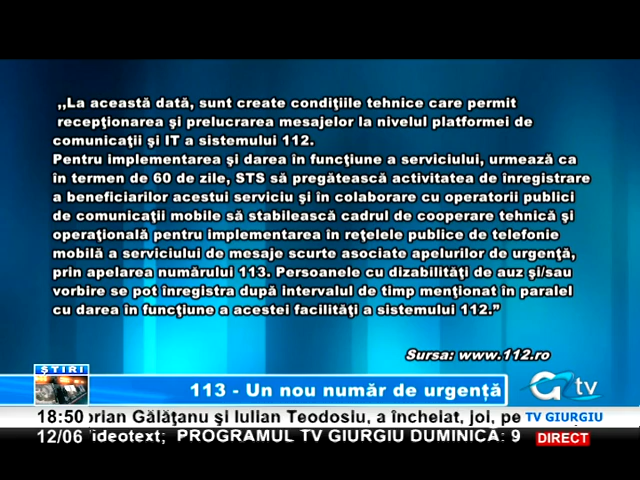 ,,La această dată, sunt create condiţiile tehnice care permit
recepţionarea şi prelucrarea mesajelor la nivelul platformei de
comunicaţii şi IT a sistemului 112.
Pentru implementarea şi darea în funcţiune a serviciului, urmează ca
în termen de 60 de zile, STS să pregătească activitatea de înregistrare
a beneficiarilor acestui serviciu şi în colaborare cu operatorii publici
de comunicaţii mobile să stabilească cadrul de cooperare tehnică şi
operaţională pentru implementarea în reţelele publice de telefonie
mobilă a serviciului de mesaje scurte asociate apelurilor de urgenţă,
prin apelarea numărului 113. Persoanele cu dizabilităţi de auz şi/sau
vorbire se pot înregistra după intervalul de timp menţionat în paralel
cu darea în funcţiune a acestei facilităţi a sistemului 112.”
Sursa: www.112.ro
ŞTIRI
113 - Un nou număr de urgenţă
G tv
18:50 orian Gălăţanu şi Iulian Teodosiu, a încheiat, joi, pe TV GIURGIU
12/06 Videotext; PROGRAMUL TV GIURGIU DUMINICĂ: 9 DIRECT